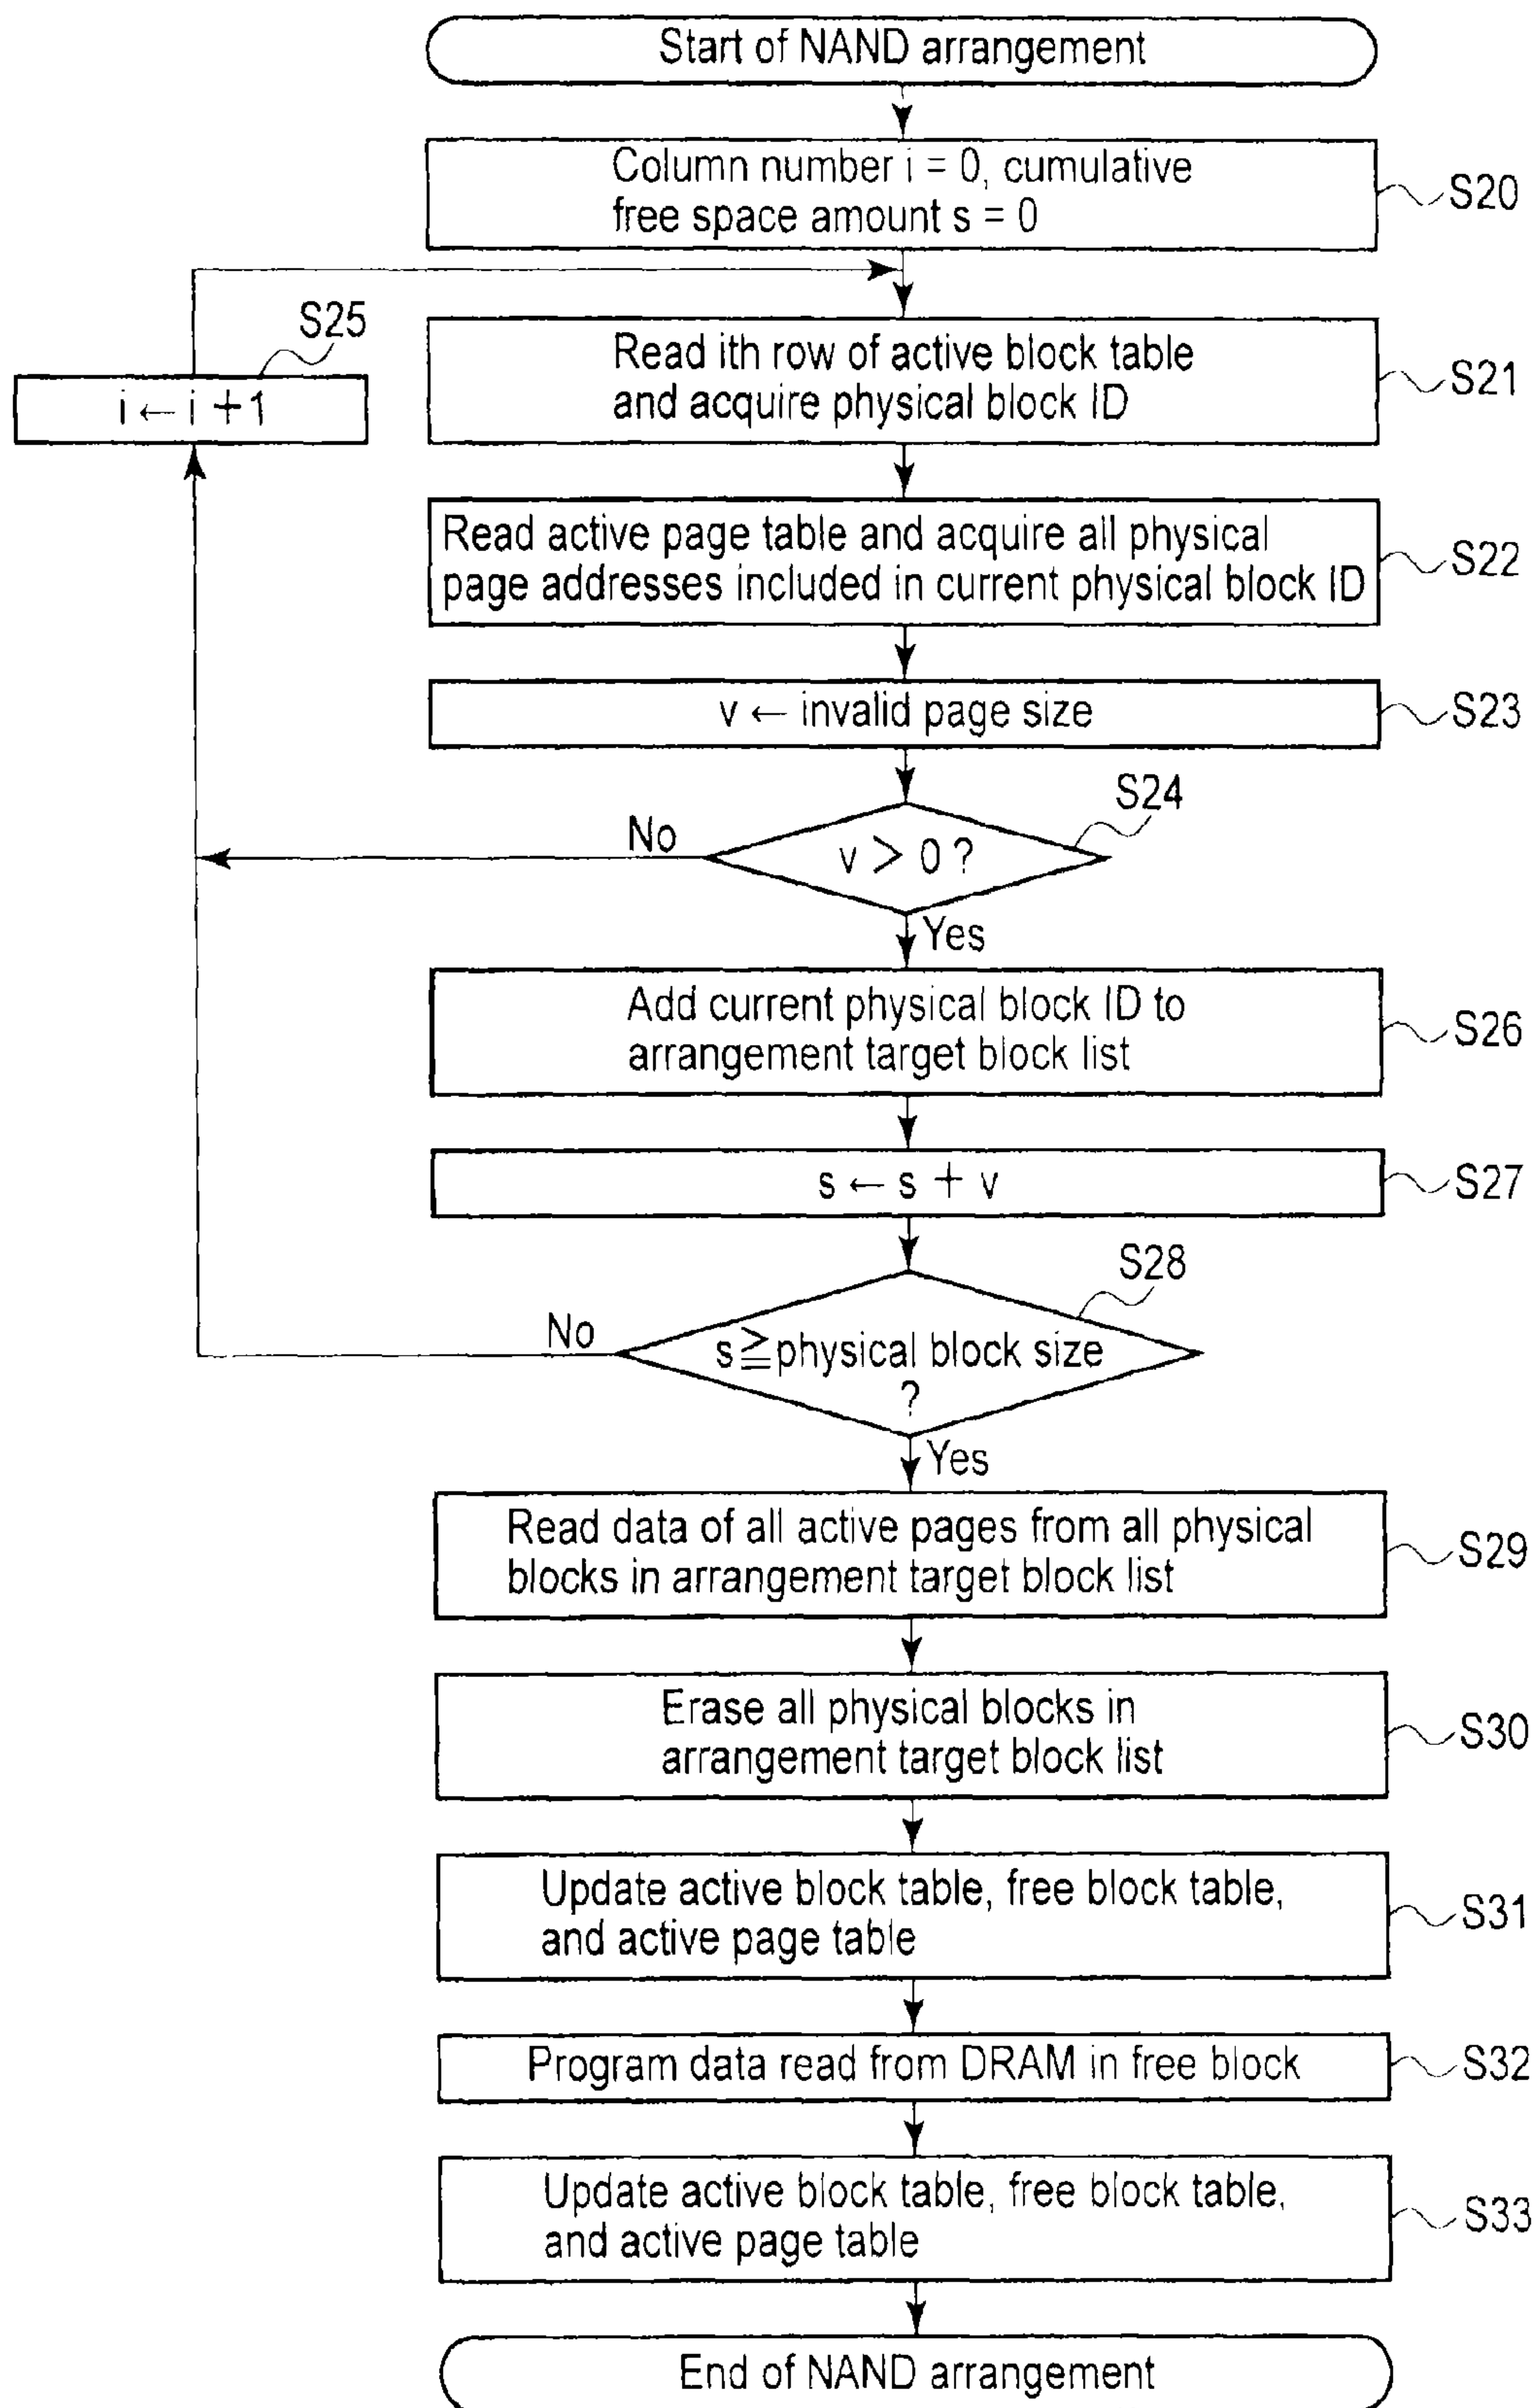 Start of NAND arrangement
Column number i = 0, cumulative
free space amount s = 0
S20
S25
i ← i + 1
Read ith row of active block table
and acquire physical block ID
S21
Read active page table and acquire all physical
page addresses included in current physical block ID
S22
v ← invalid page size
S23
S24
No
v > 0 ?
Yes
Add current physical block ID to
arrangement target block list
S26
s ← s + v
S27
S28
No
s ≧ physical block size
?
Yes
Read data of all active pages from all physical
blocks in arrangement target block list
S29
Erase all physical blocks in
arrangement target block list
S30
Update active block table, free block table,
and active page table
S31
Program data read from DRAM in free block
S32
Update active block table, free block table,
and active page table
S33
End of NAND arrangement